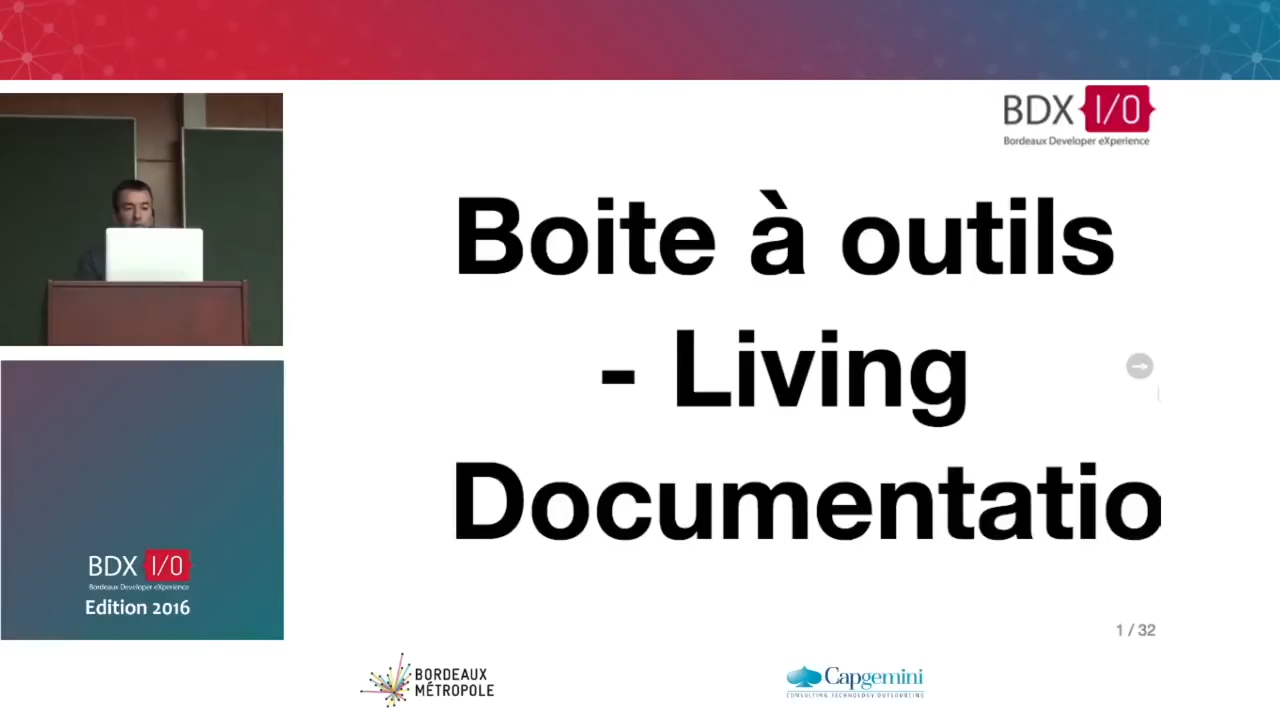 BDX I/O
Bordeaux Developer eXperience
Boite à outils
- Living
Documentatio
1 / 32
BDX I/O
Bordeaux Developer eXperience
Edition 2016
BORDEAUX
MÉTROPOLE
Capgemini
CONSULTING.TECHNOLOGY.OUTSOURCING